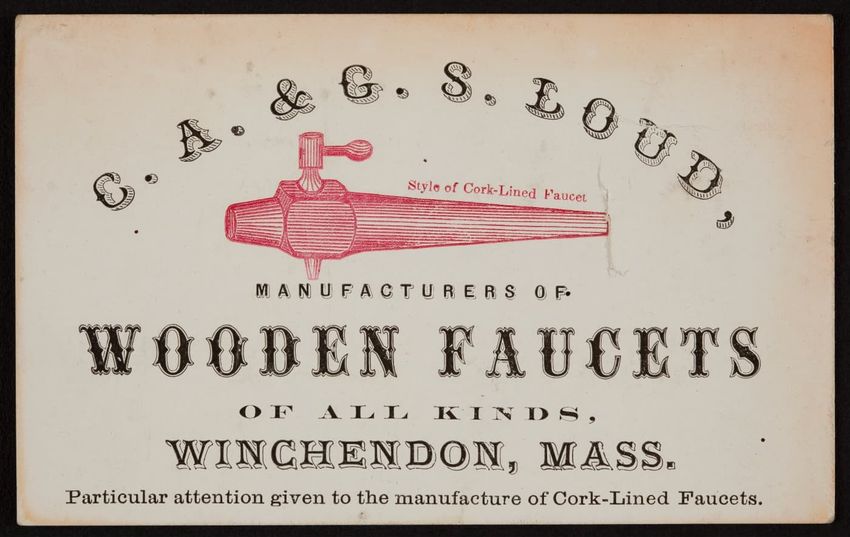 C. A. & G. S. LOUD,
Style of Cork-Lined Faucet
MANUFACTURERS OF
WOODEN FAUCETS
OF ALL KINDS,
WINCHENDON, MASS.
Particular attention given to the manufacture of Cork-Lined Faucets.